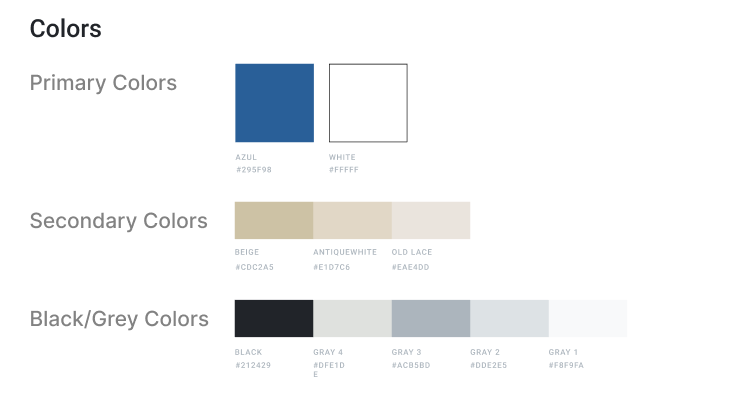 Colors
Primary Colors
AZUL
#295F98
WHITE
#FFFFF
Secondary Colors
BEIGE
#CDC2A5
ANTIQUEWHITE
#E1D7C6
OLD LACE
#EAE4DD
Black/Grey Colors
BLACK
#212429
GRAY 4
#DFE1D
E
GRAY 3
#ACB5BD
GRAY 2
#DDE2E5
GRAY 1
#F8F9FA